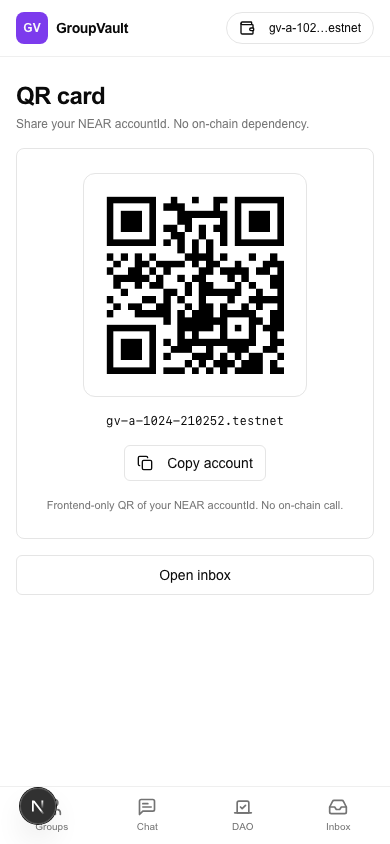 GV GroupVault
gv-a-102…estnet
QR card
Share your NEAR accountId. No on-chain dependency.
gv-a-1024-210252.testnet
Copy account
Frontend-only QR of your NEAR accountId. No on-chain call.
Open inbox
N
Groups Chat DAO Inbox